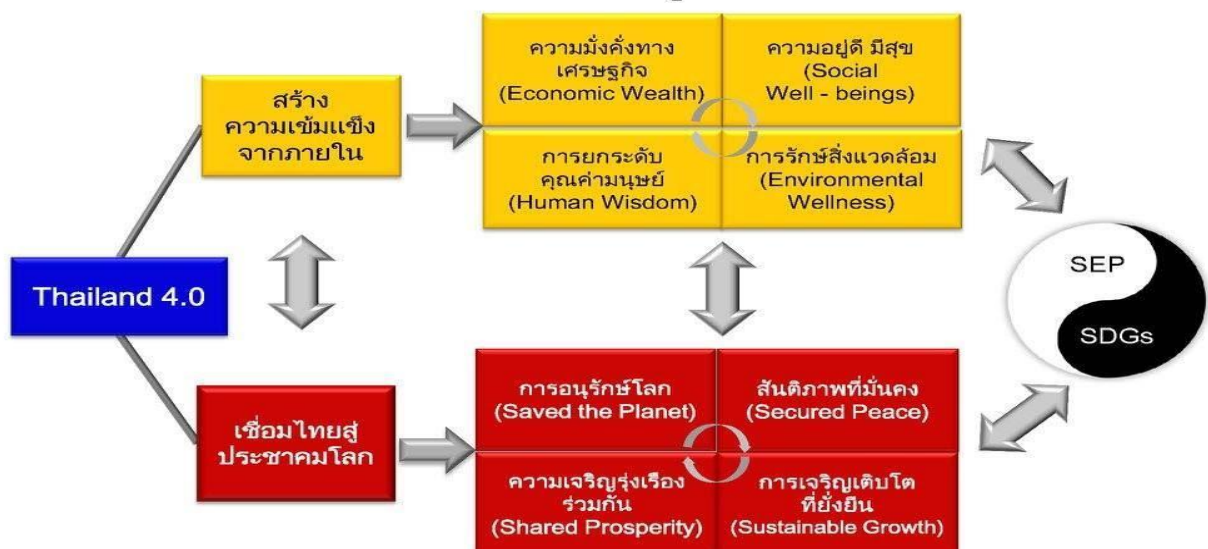 ความมั่งคั่งทาง
เศรษฐกิจ
(Economic Wealth)
ความอยู่ดี มีสุข
(Social
Well - beings)
สร้าง
ความเข้มแข็ง
จากภายใน
การยกระดับ
คุณค่ามนุษย์
(Human Wisdom)
การรักษ์สิ่งแวดล้อม
(Environmental
Wellness)
Thailand 4.0
SEP
SDGs
เชื่อมไทยสู่
ประชาคมโลก
การอนุรักษ์โลก
(Saved the Planet)
สันติภาพที่มั่นคง
(Secured Peace)
ความเจริญรุ่งเรือง
ร่วมกัน
(Shared Prosperity)
การเจริญเติบโต
ที่ยั่งยืน
(Sustainable Growth)